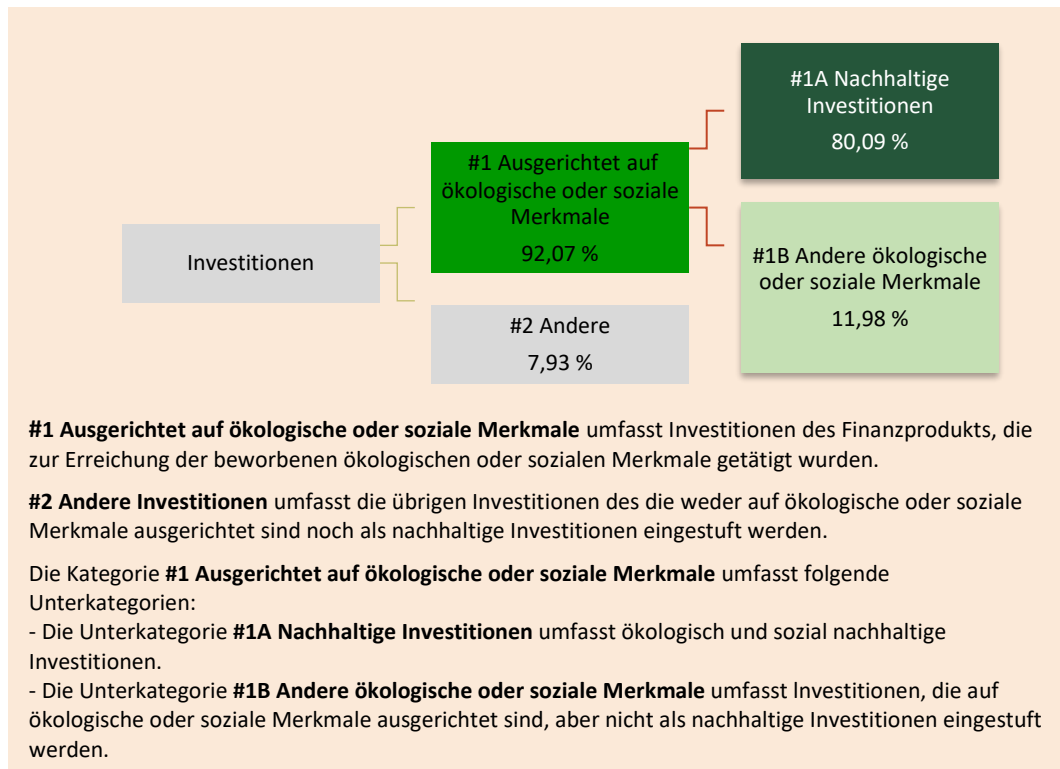 #1A Nachhaltige
Investitionen
80,09 %
#1 Ausgerichtet auf
ökologische oder soziale
Merkmale
92,07 %
Investitionen
#1B Andere ökologische
oder soziale Merkmale
11,98 %
#2 Andere
7,93 %
#1 Ausgerichtet auf ökologische oder soziale Merkmale umfasst Investitionen des Finanzprodukts, die
zur Erreichung der beworbenen ökologischen oder sozialen Merkmale getätigt wurden.
#2 Andere Investitionen umfasst die übrigen Investitionen des die weder auf ökologische oder soziale
Merkmale ausgerichtet sind noch als nachhaltige Investitionen eingestuft werden.
Die Kategorie #1 Ausgerichtet auf ökologische oder soziale Merkmale umfasst folgende
Unterkategorien:
- Die Unterkategorie #1A Nachhaltige Investitionen umfasst ökologisch und sozial nachhaltige
Investitionen.
- Die Unterkategorie #1B Andere ökologische oder soziale Merkmale umfasst lnvestitionen, die auf
ökologische oder soziale Merkmale ausgerichtet sind, aber nicht als nachhaltige Investitionen eingestuft
werden.